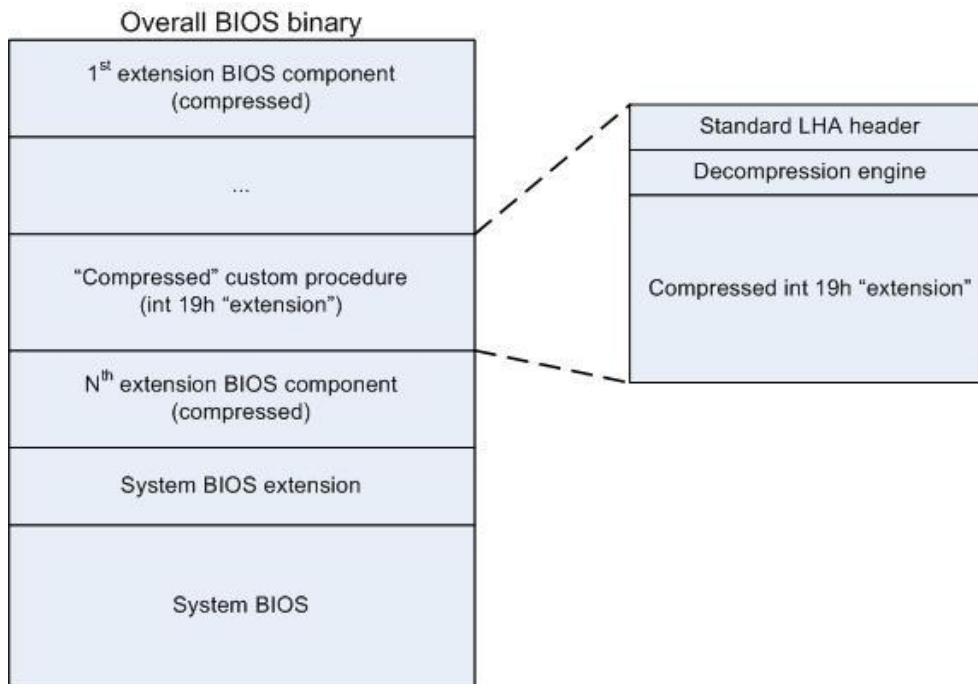 Overall BIOS binary
1st extension BIOS component
(compressed)
...
“Compressed” custom procedure
(int 19h “extension”)
Nth extension BIOS component
(compressed)
System BIOS extension
System BIOS
Standard LHA header
Decompression engine
Compressed int 19h “extension”